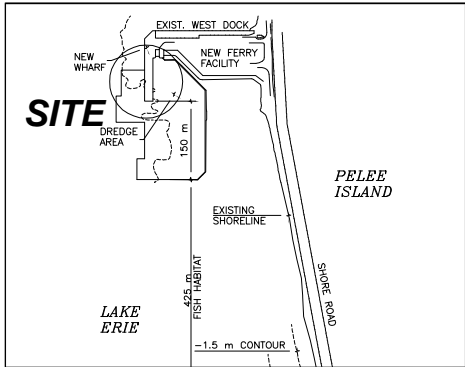 EXIST. WEST DOCK
NEW
WHARF
NEW FERRY
FACILITY
SITE
DREDGE
AREA
150 m
PELEE
ISLAND
EXISTING
SHORELINE
SHORE ROAD
425 m
FISH HABITAT
LAKE
ERIE
-1.5 m CONTOUR